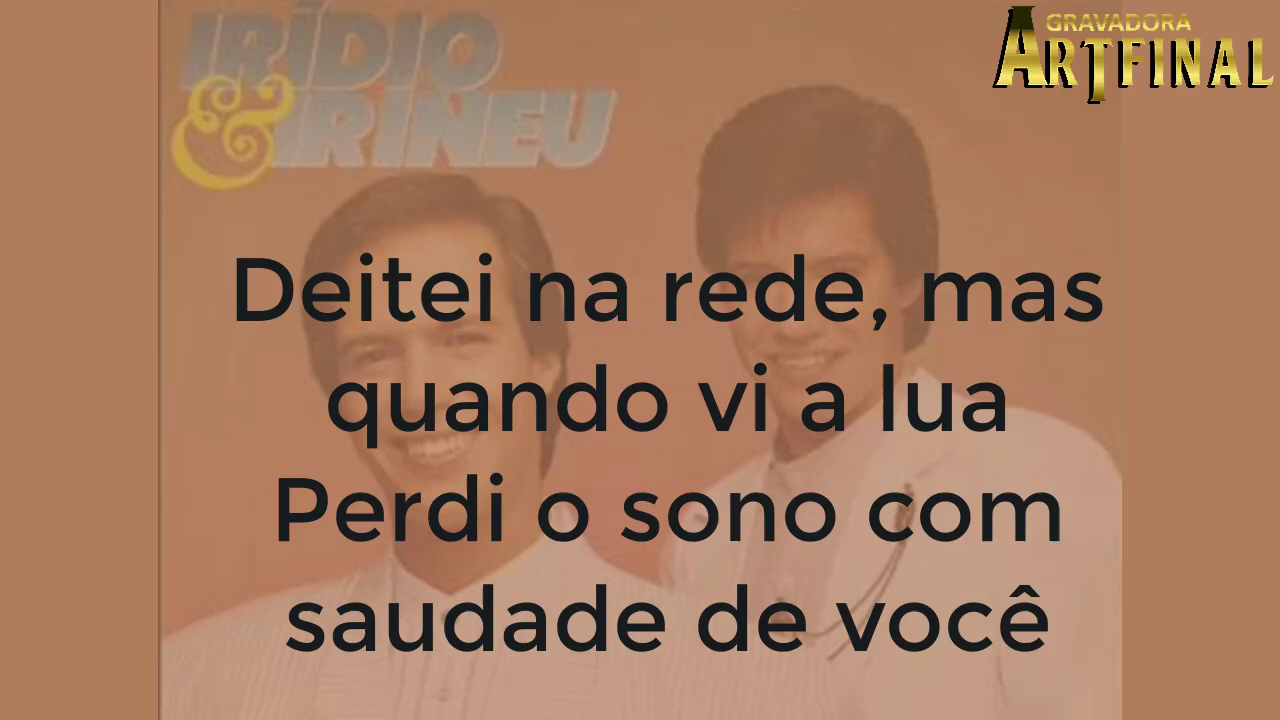 IRÍDIO
& IRINEU
GRAVADORA
ARTFINAL
Deitei na rede, mas
quando vi a lua
Perdi o sono com
saudade de você